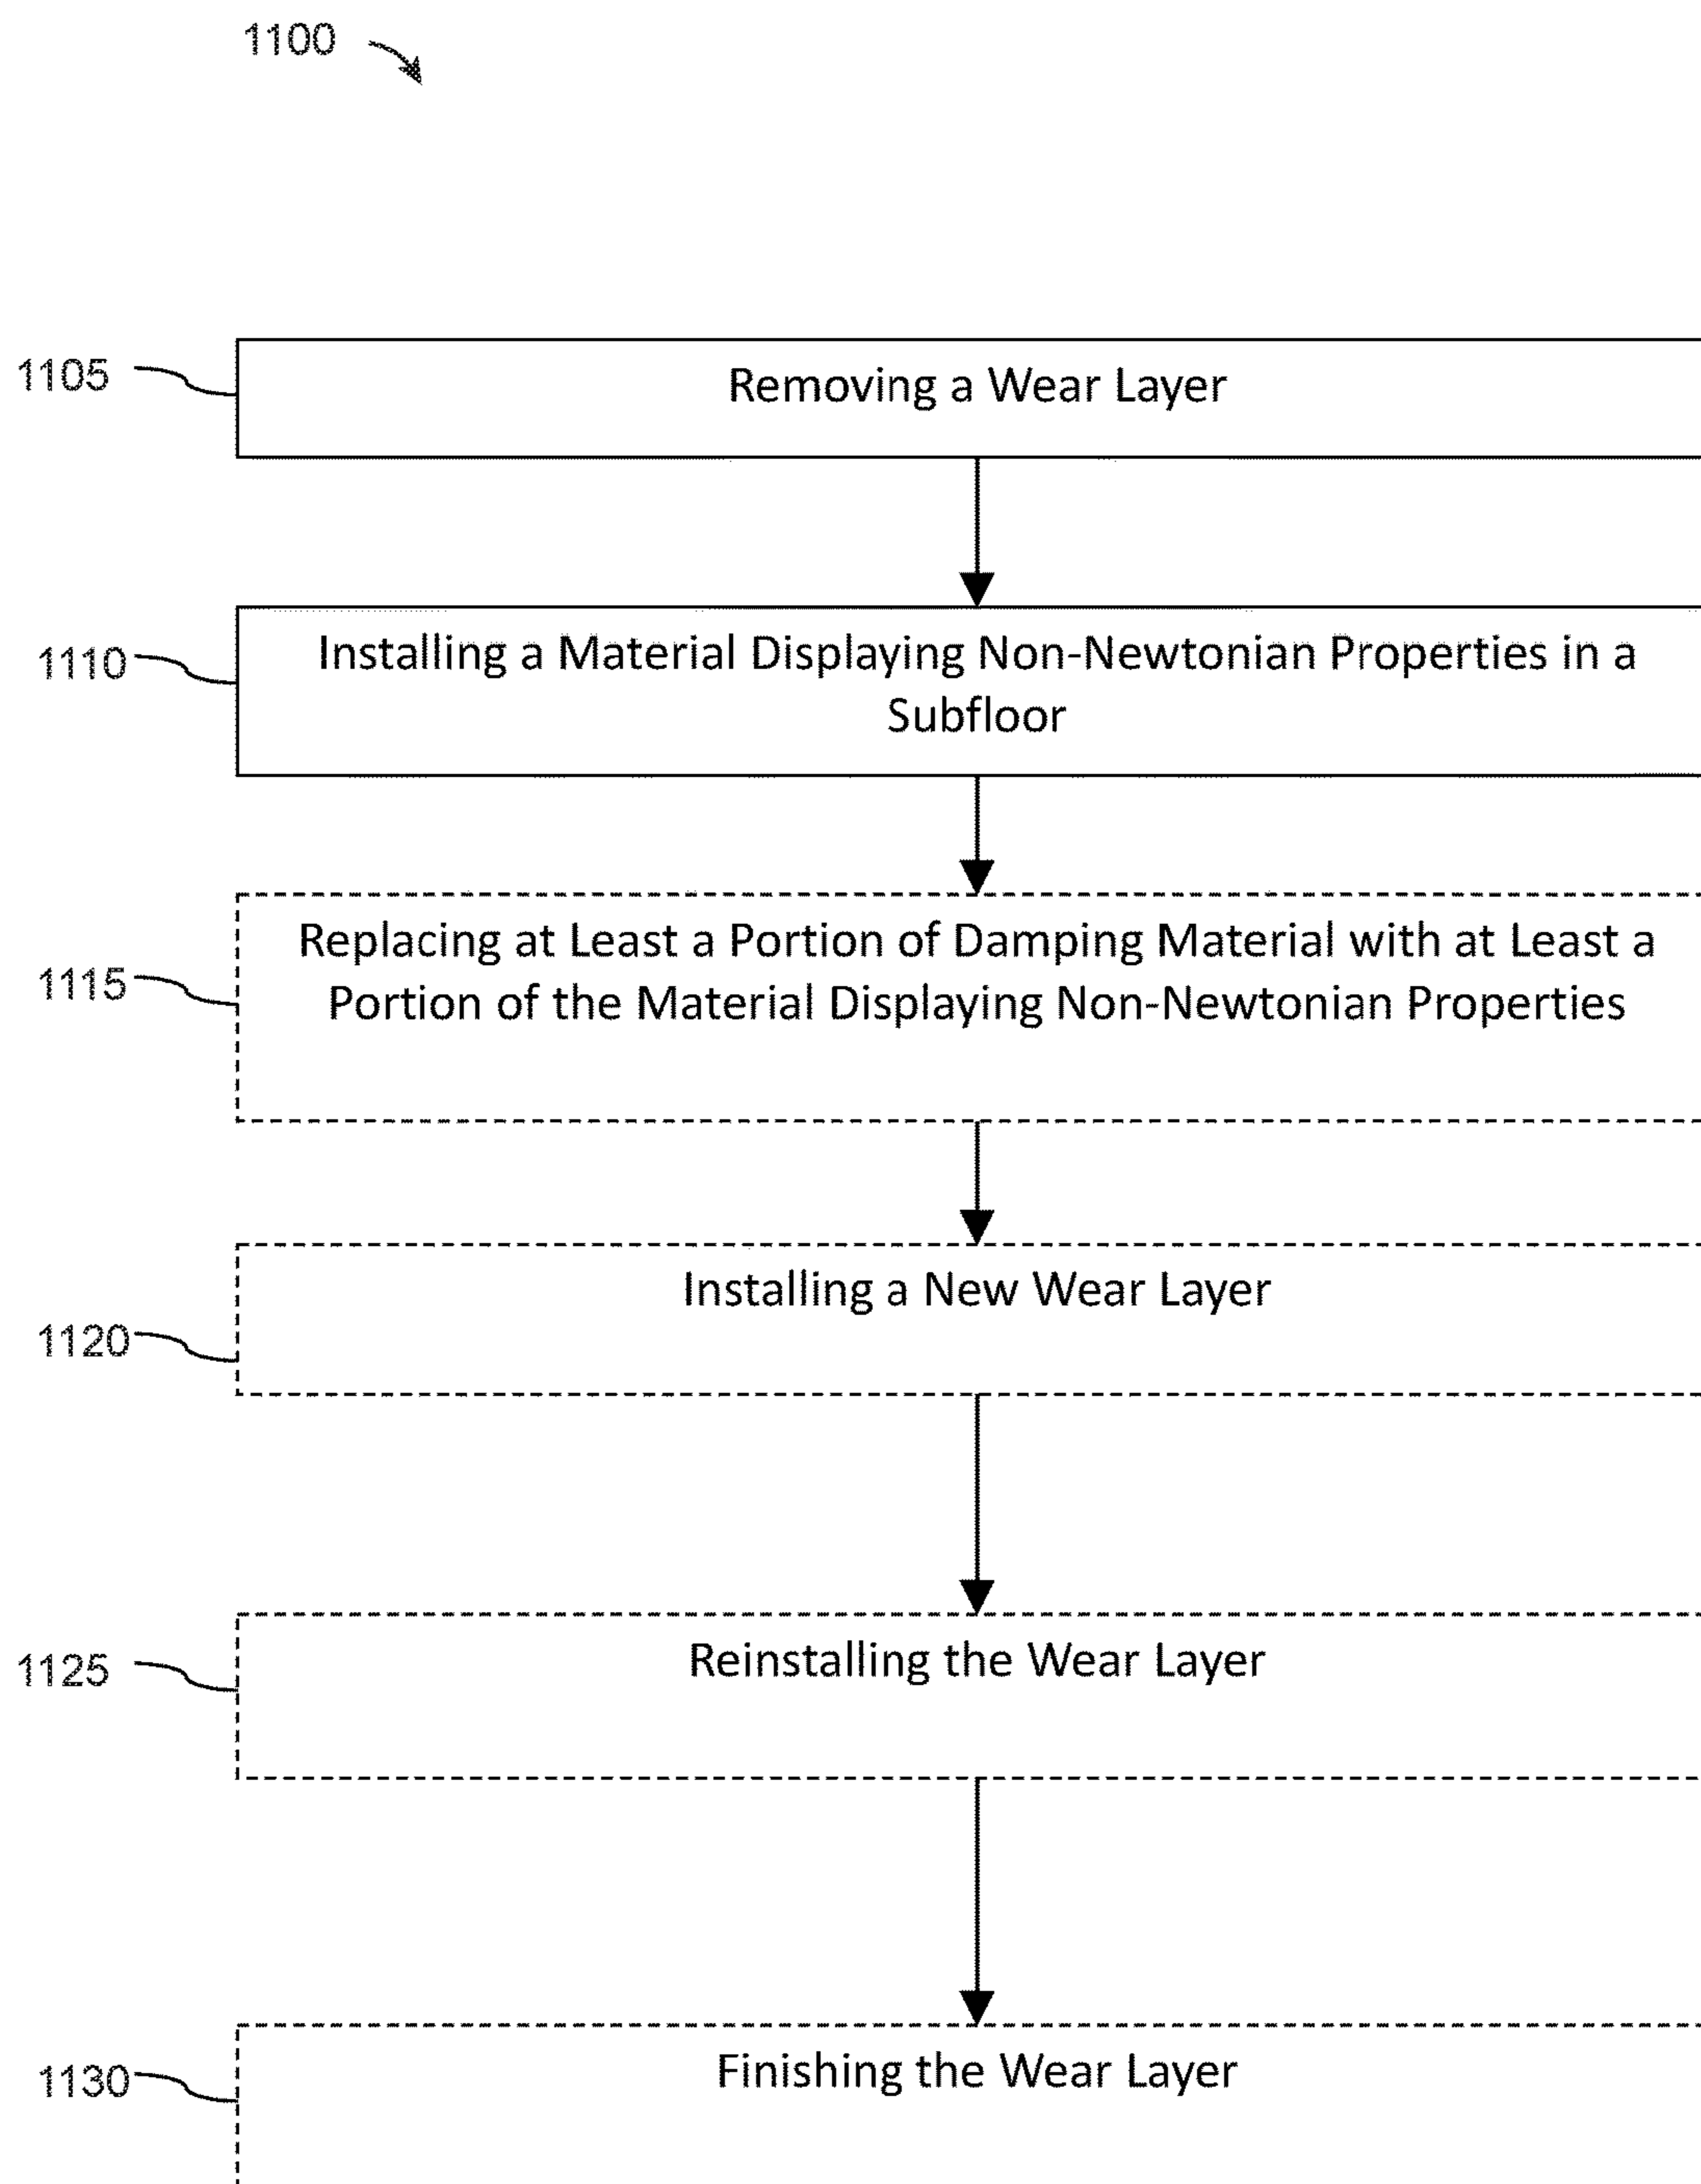 1100
1105
Removing a Wear Layer
1110
Installing a Material Displaying Non-Newtonian Properties in a
Subfloor
1115
Replacing at Least a Portion of Damping Material with at Least a
Portion of the Material Displaying Non-Newtonian Properties
1120
Installing a New Wear Layer
1125
Reinstalling the Wear Layer
1130
Finishing the Wear Layer